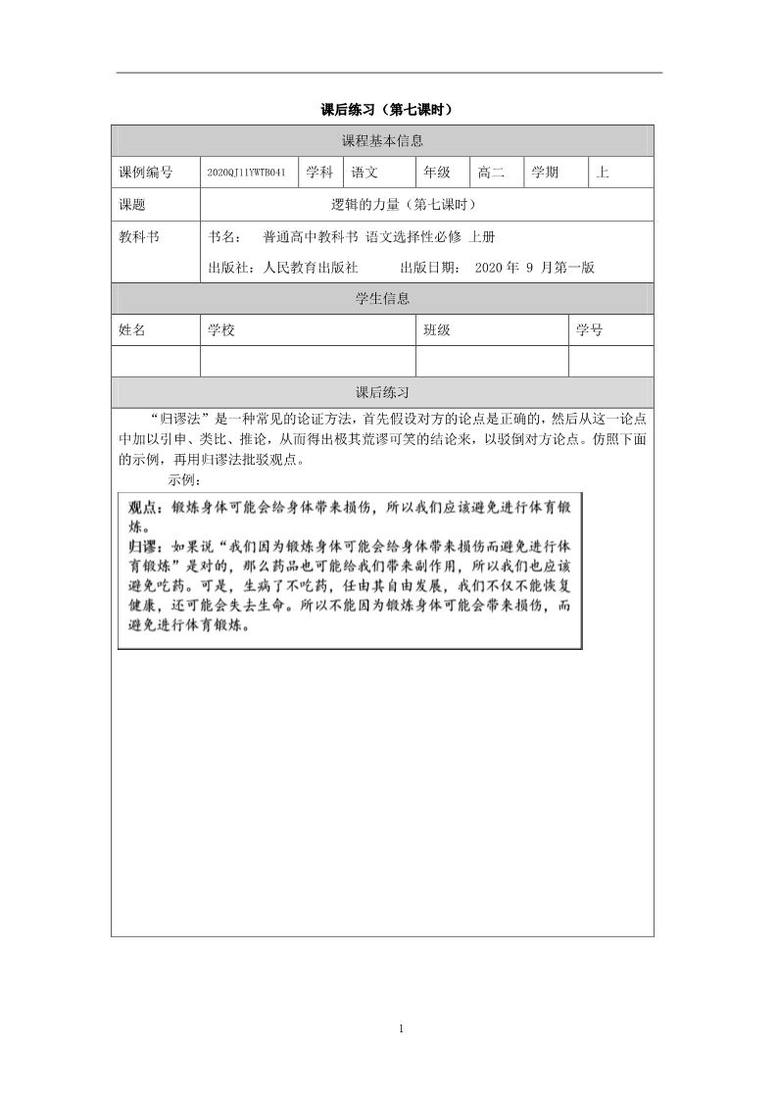 课后练习（第七课时）
课程基本信息
课例编号 2020QJ11YWTB041 学科 语文 年级 高二 学期 上
课题 逻辑的力量（第七课时）
教科书 书名： 普通高中教科书 语文选择性必修 上册
出版社：人民教育出版社 出版日期： 2020 年 9 月第一版
学生信息
姓名 学校 班级 学号
课后练习
“归谬法”是一种常见的论证方法，首先假设对方的论点是正确的，然后从这一论点
中加以引申、类比、推论，从而得出极其荒谬可笑的结论来，以驳倒对方论点。仿照下面
的示例，再用归谬法批驳观点。
示例：
观点：锻炼身体可能会给身体带来损伤，所以我们应该避免进行体育锻
炼。
归谬：如果说“我们因为锻炼身体可能会给身体带来损伤而避免进行体
育锻炼”是对的，那么药品也可能给我们带来副作用，所以我们也应该
避免吃药。可是，生病了不吃药，任由其自由发展，我们不仅不能恢复
健康，还可能会失去生命。所以不能因为锻炼身体可能会带来损伤，而
避免进行体育锻炼。
1